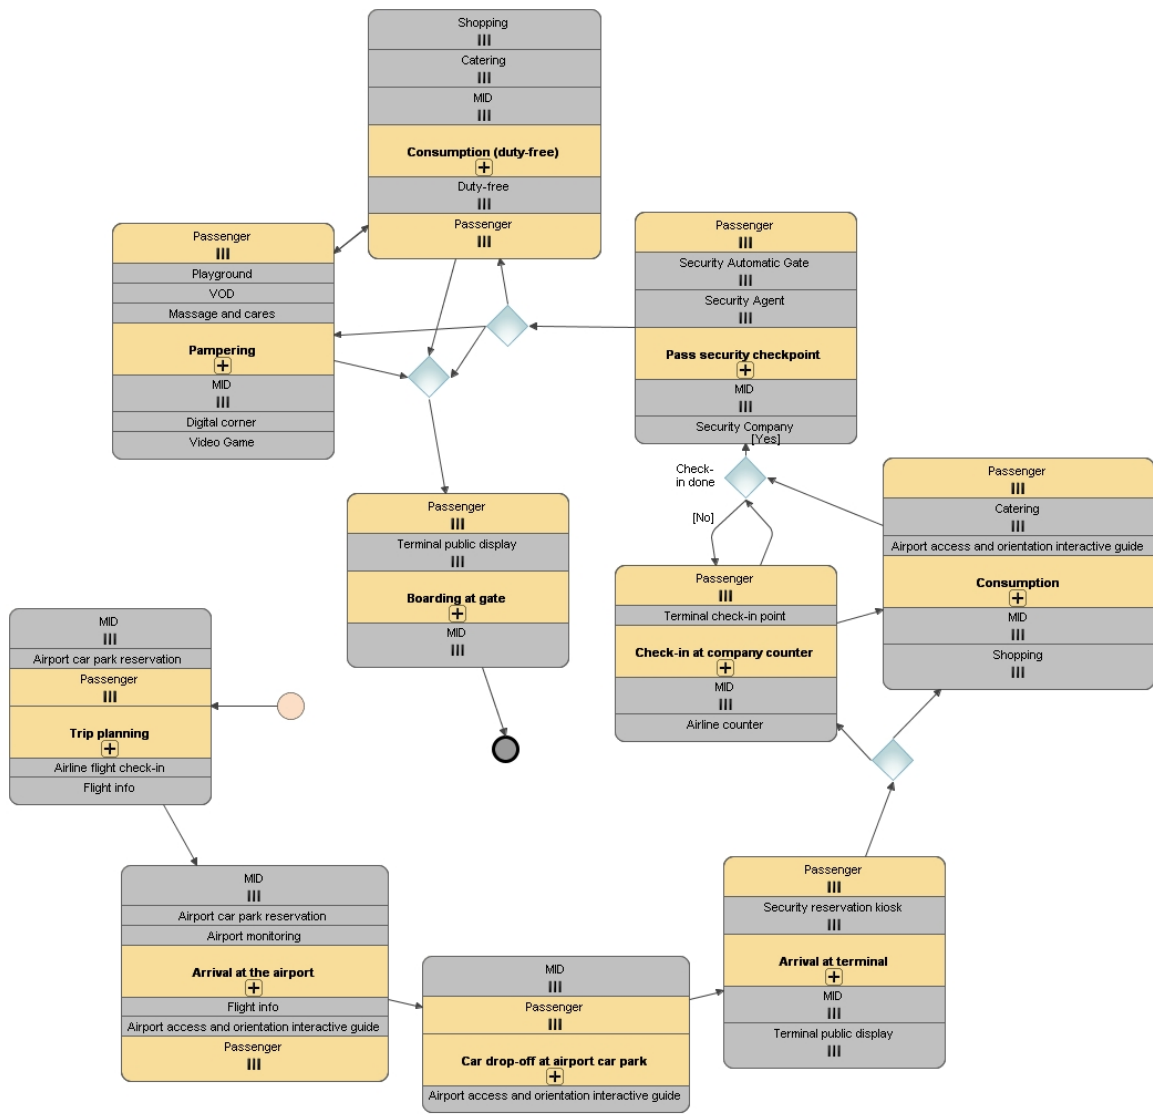 Shopping
Catering
MID
Consumption (duty-free)
Duty-free
Passenger
Passenger
Playground
VOD
Massage and cares
Pampering
MID
Digital corner
Video Game
Passenger
Security Automatic Gate
Security Agent
Pass security checkpoint
MID
Security Company
[Yes]
Check-
in done
[No]
Passenger
Catering
Airport access and orientation interactive guide
Consumption
MID
Shopping
Passenger
Terminal public display
Boarding at gate
MID
Passenger
Terminal check-in point
Check-in at company counter
MID
Airline counter
MID
Airport car park reservation
Passenger
Trip planning
Airline flight check-in
Flight info
MID
Airport car park reservation
Airport monitoring
Arrival at the airport
Flight info
Airport access and orientation interactive guide
Passenger
MID
Passenger
Car drop-off at airport car park
Airport access and orientation interactive guide
Passenger
Security reservation kiosk
Arrival at terminal
MID
Terminal public display